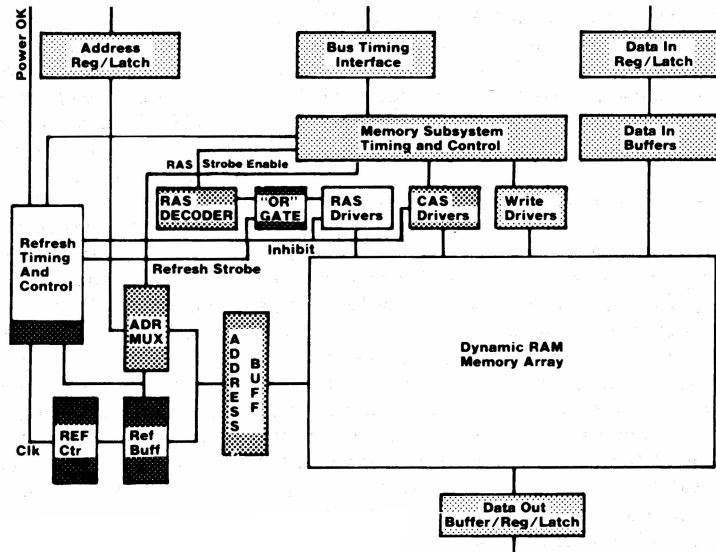 Power OK
Address
Reg/Latch
Bus Timing
Interface
Data In
Reg/Latch
Memory Subsystem
Timing and Control
Data In
Buffers
RAS Strobe Enable
RAS
DECODER
"OR"
GATE
RAS
Drivers
CAS
Drivers
Write
Drivers
Refresh
Timing
And
Control
Inhibit
Refresh Strobe
ADR
MUX
ADDRESS
BUFF
Dynamic RAM
Memory Array
Clk
REF
Ctr
Ref
Buff
Data Out
Buffer/Reg/Latch